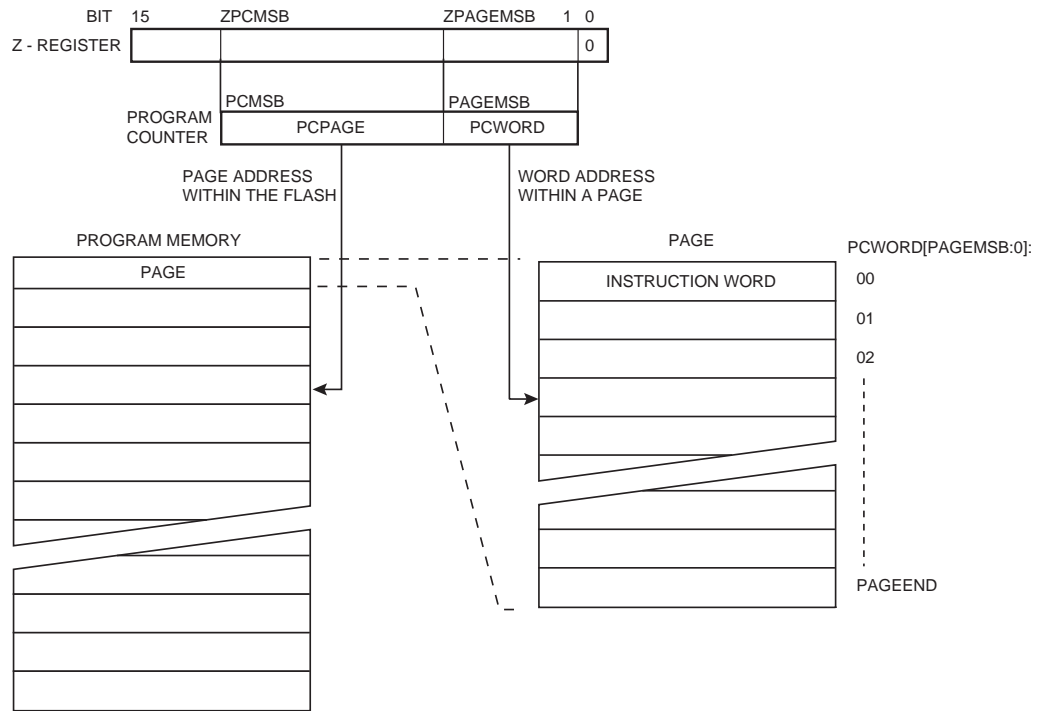 BIT 15 ZPCMSB ZPAGEMSB 1 0
Z - REGISTER 0
PCMSB PAGEMSB
PROGRAM
COUNTER
PCPAGE PCWORD
PAGE ADDRESS
WITHIN THE FLASH
WORD ADDRESS
WITHIN A PAGE
PROGRAM MEMORY
PAGE
PAGE
INSTRUCTION WORD
PCWORD[PAGEMSB:0]:
00
01
02
PAGEEND